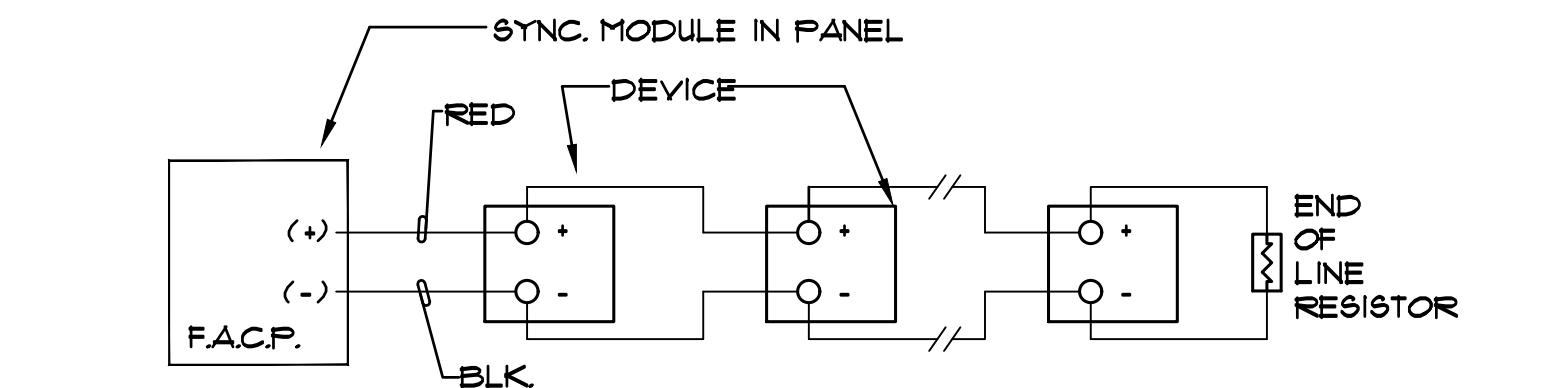 SYNC. MODULE IN PANEL
DEVICE
RED
(+)
(-)
F.A.C.P.
BLK.
+
-
+
-
+
-
END
OF
LINE
RESISTOR